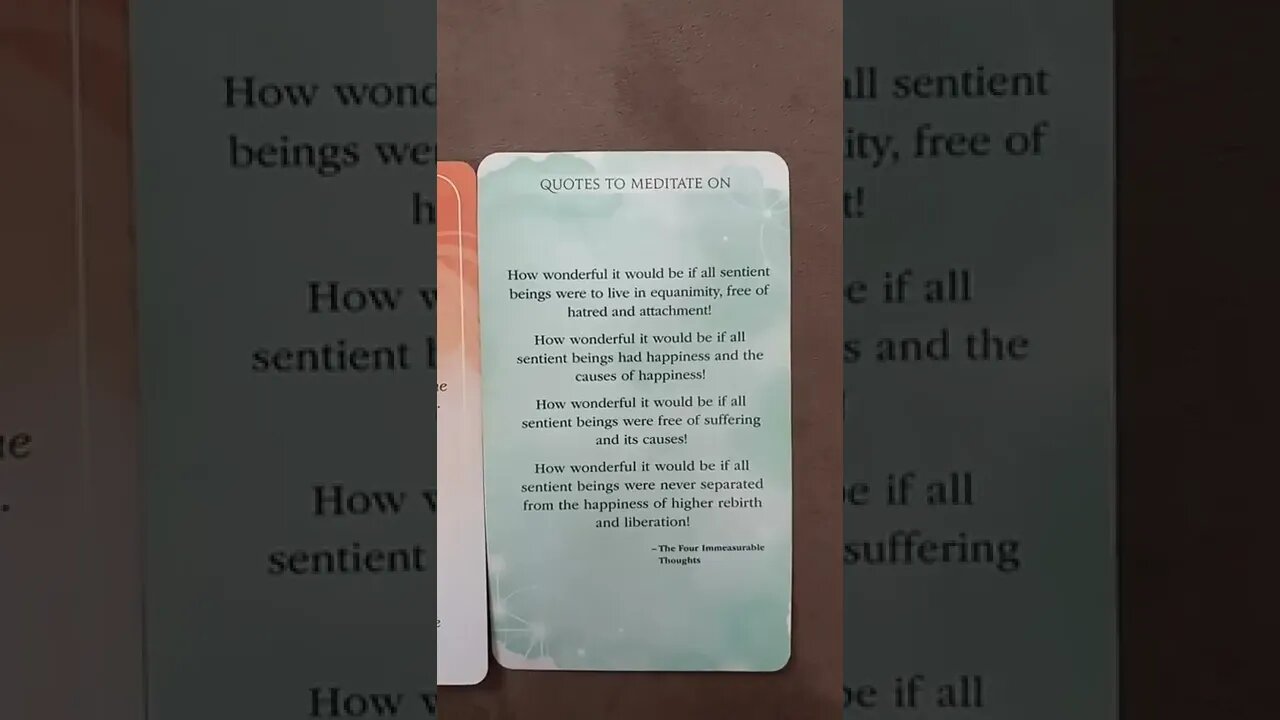 QUOTES TO MEDITATE ON
How wonderful it would be if all sentient
beings were to live in equanimity, free of
hatred and attachment!
How wonderful it would be if all
sentient beings had happiness and the
causes of happiness!
How wonderful it would be if all
sentient beings were free of suffering
and its causes!
How wonderful it would be if all
sentient beings were never separated
from the happiness of higher rebirth
and liberation!
– The Four Immeasurable
Thoughts